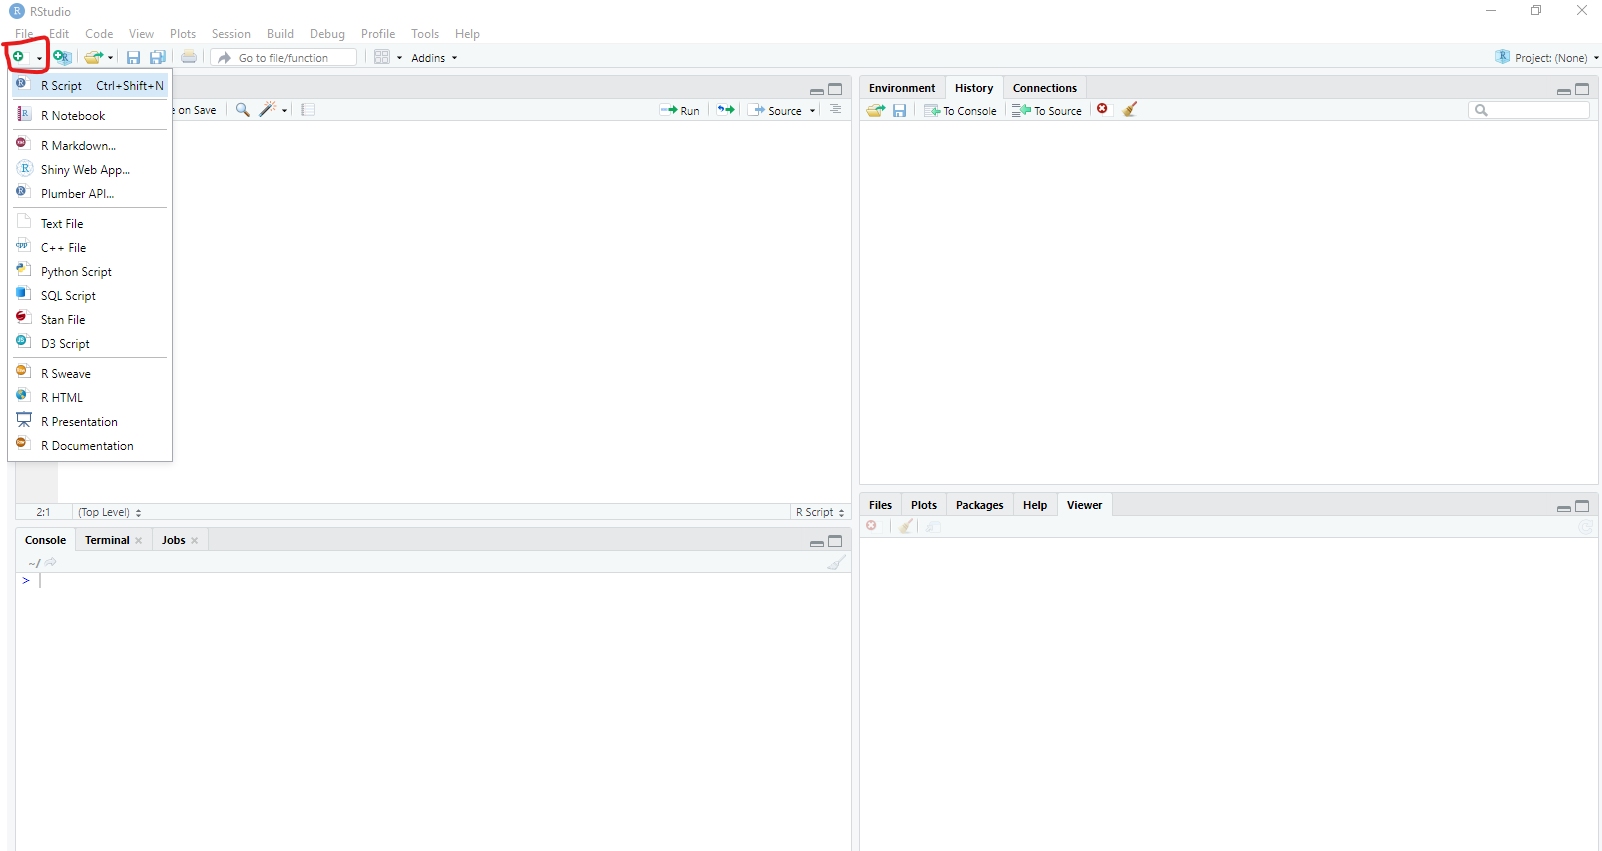 RStudio
File Edit Code View Plots Session Build Debug Profile Tools Help
Go to file/function Addins Project: (None)
R Script Ctrl+Shift+N
R Notebook
R Markdown...
Shiny Web App...
Plumber API...
Text File
C++ File
Python Script
SQL Script
Stan File
D3 Script
R Sweave
R HTML
R Presentation
R Documentation
e on Save Run Source
2:1 (Top Level) R Script
Console Terminal Jobs
~/
>
Environment History Connections
To Console To Source
Files Plots Packages Help Viewer